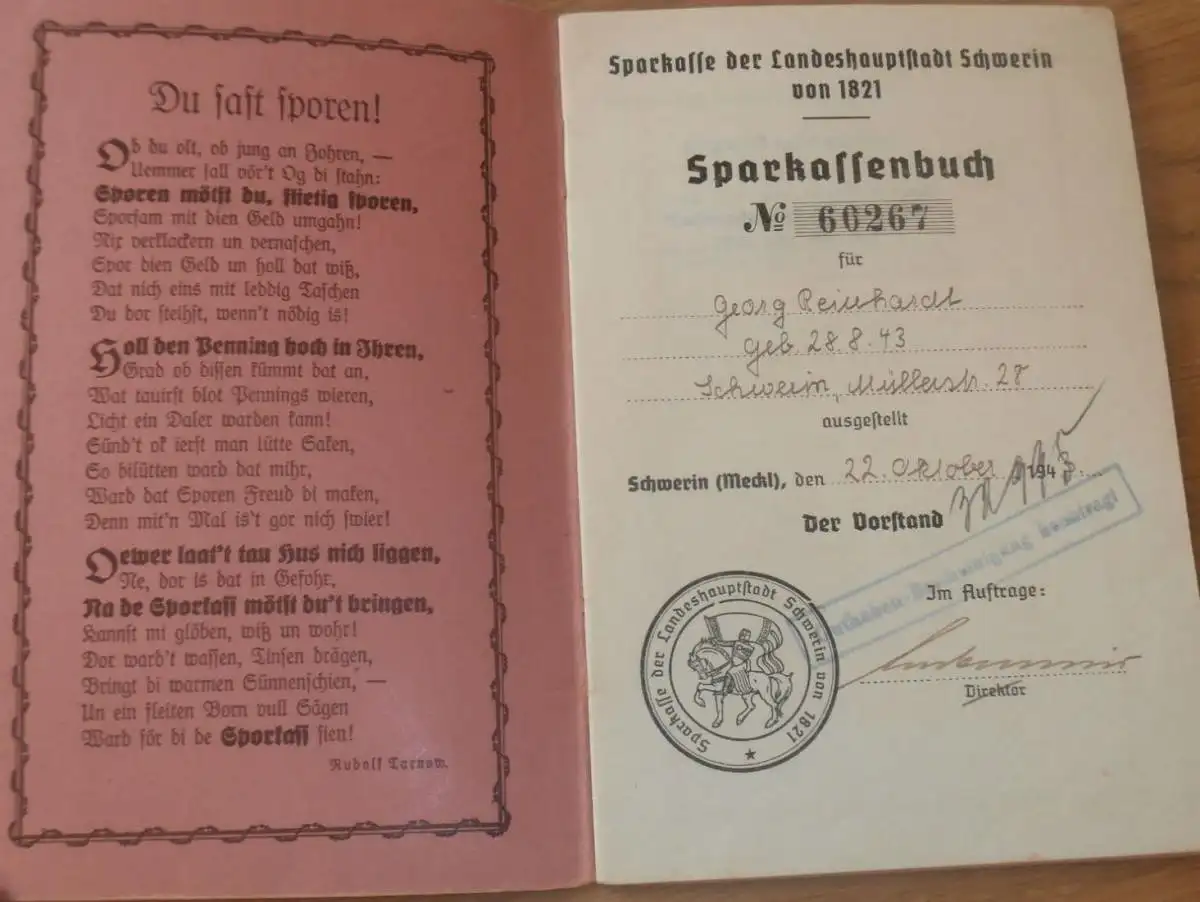 Du sast sporen!
Ob du olt, ob jung an Johren, —
Uemmer sall vör't Og di stahn:
Sporen mötst du, flietig sporen,
Sporsam mit dien Geld umgahn!
Nix verklackern un vernaschen,
Spor dien Geld un holl dat wiß,
Dat nich eins mit leddig Taschen
Du dor steihst, wenn't nödig is!
Holl den Penning hoch in Ihren,
Grad ob dissen kümmt dat an,
Wat tauirst blot Pennings wieren,
Licht ein Daler warden kann!
Sünd't ok ierst man lütte Saken,
So bilütten ward dat mihr,
Ward dat Sporen Freud di maken,
Denn mit'n Mal is't gor nich swier!
Oewer laat't tau Hus nich liggen,
Ne, dor is dat in Gefohr,
Na de Sporkass mötst du't bringen,
Kannst mi glöben, wiß un wohr!
Dor ward't wassen, Tinsen drägen,
Bringt di warmen Sünnenschien, —
Un ein fleiten Born vull Sägen
Ward för di de Sporkass sien!
Rudolf Tarnow.
Sparkasse der Landeshauptstadt Schwerin
von 1821
Sparkassenbuch
№ 60267
für
Georg Reinhardt
Geb 28.8.43
Schwerin, Müllerstr. 28
ausgestellt
Schwerin (Meckl), den 22. Oktober 1943.
Der Vorstand
Im Auftrage:
Direktor
Sparkasse der Landeshauptstadt Schwerin von 1821